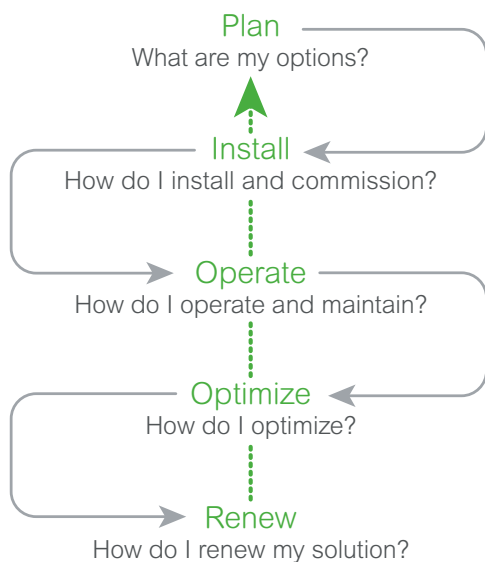 Plan
What are my options?
Install
How do I install and commission?
Operate
How do I operate and maintain?
Optimize
How do I optimize?
Renew
How do I renew my solution?